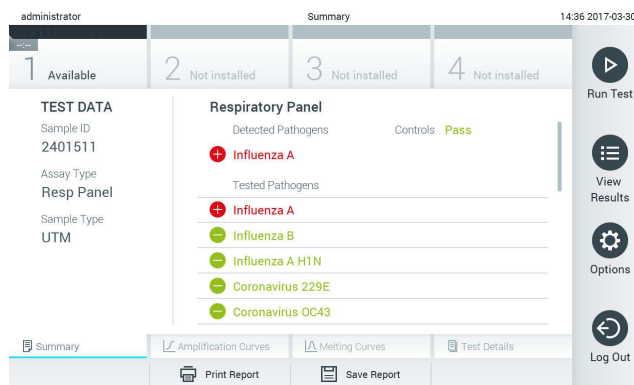 administrator
Summary
14:36 2017-03-30
--:--
1 Available
2 Not installed
3 Not installed
4 Not installed
Run Test
View
Results
Options
Log Out
TEST DATA
Sample ID
2401511
Assay Type
Resp Panel
Sample Type
UTM
Respiratory Panel
Detected Pathogens
Controls Pass
Influenza A
Tested Pathogens
Influenza A
Influenza B
Influenza A H1N
Coronavirus 229E
Coronavirus OC43
Summary
Amplification Curves
Melting Curves
Test Details
Print Report
Save Report